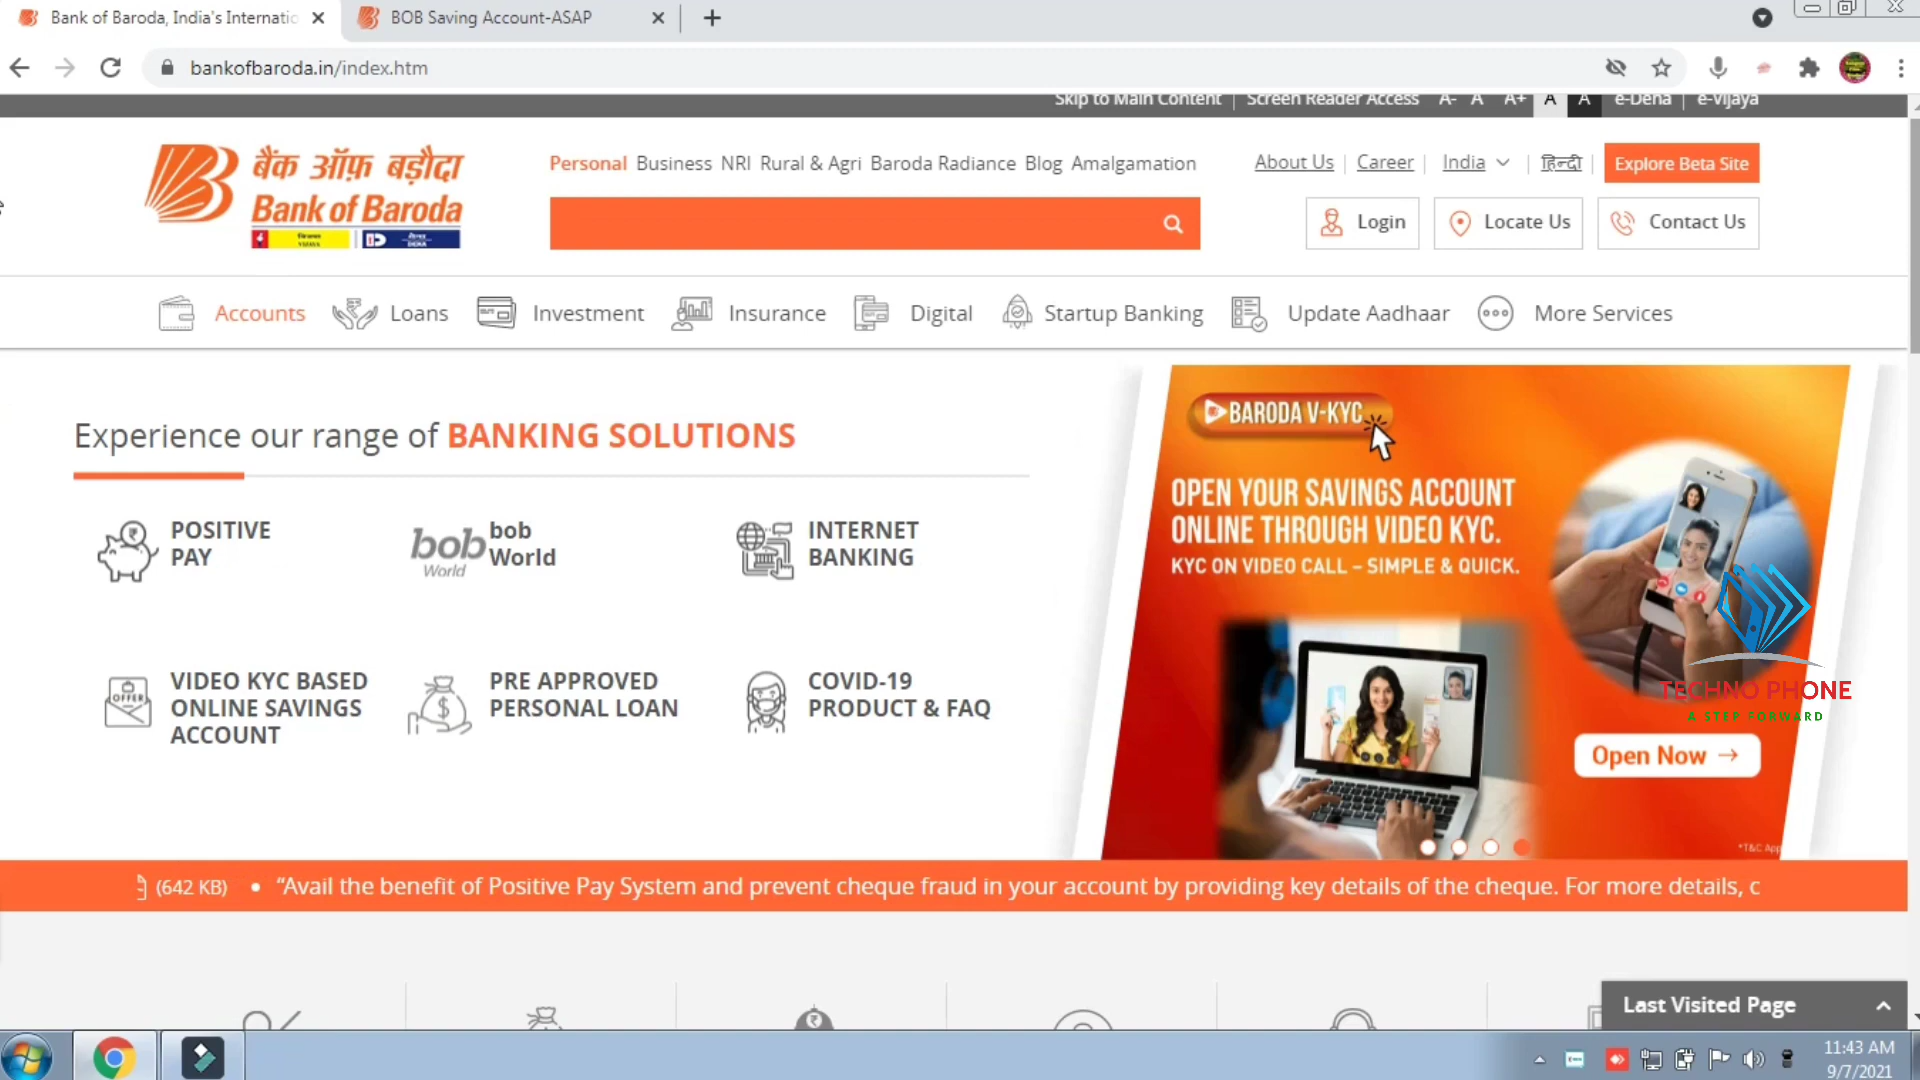 Bank of Baroda, India's Internatio
BOB Saving Account-ASAP
bankofbaroda.in/index.htm
Skip to Main Content
Screen Reader Access
A- A A+ A A
e-Dena
e-Vijaya
बैंक ऑफ़ बड़ौदा
Bank of Baroda
Personal Business NRI Rural & Agri Baroda Radiance Blog Amalgamation
About Us
Career
India
हिन्दी
Explore Beta Site
Login
Locate Us
Contact Us
Accounts
Loans
Investment
Insurance
Digital
Startup Banking
Update Aadhaar
More Services
Experience our range of BANKING SOLUTIONS
POSITIVE
PAY
bob
World
bob
World
INTERNET
BANKING
OFFER
VIDEO KYC BASED
ONLINE SAVINGS
ACCOUNT
PRE APPROVED
PERSONAL LOAN
COVID-19
PRODUCT & FAQ
BARODA V-KYC
OPEN YOUR SAVINGS ACCOUNT
ONLINE THROUGH VIDEO KYC.
KYC ON VIDEO CALL – SIMPLE & QUICK.
TECHNO PHONE
A STEP FORWARD
Open Now
*T&C App
(642 KB) • “Avail the benefit of Positive Pay System and prevent cheque fraud in your account by providing key details of the cheque. For more details, c
Last Visited Page
11:43 AM
9/7/2021